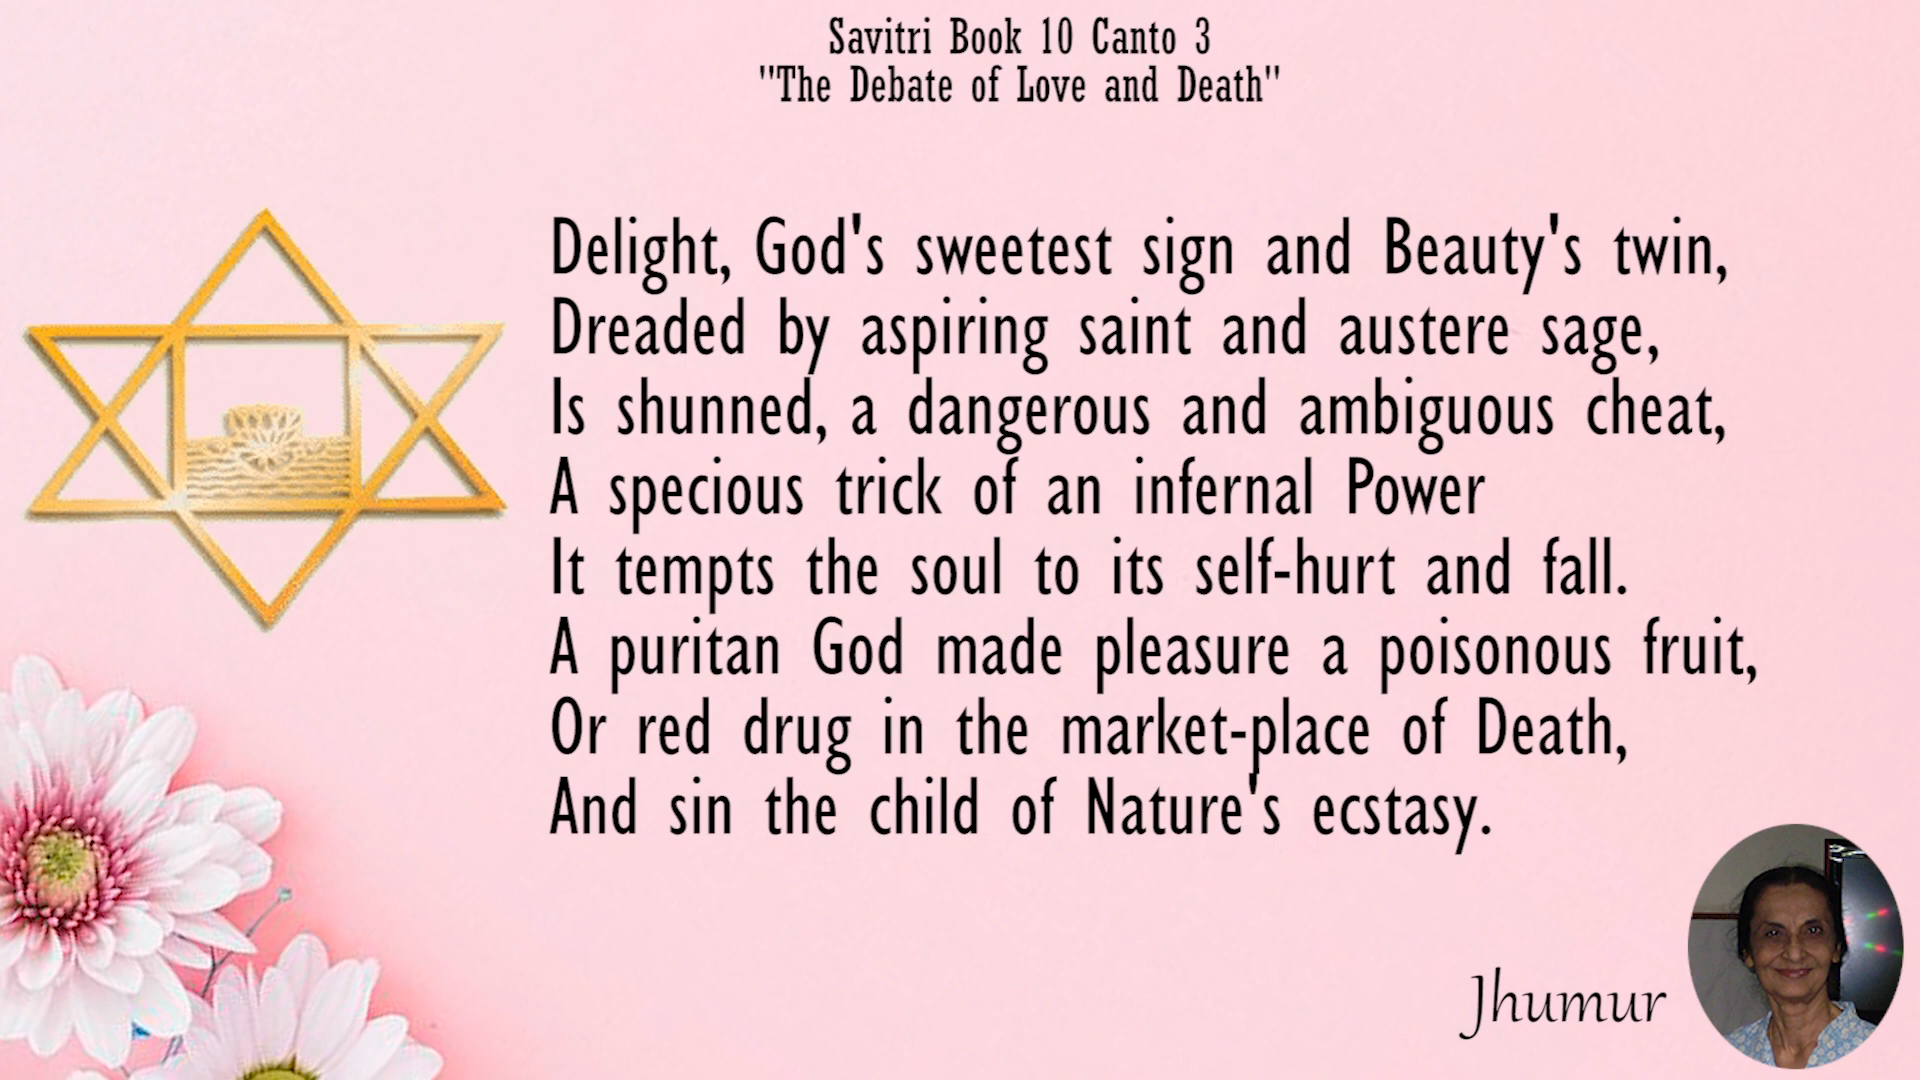 Savitri Book 10 Canto 3
"The Debate of Love and Death"
Delight, God's sweetest sign and Beauty's twin,
Dreaded by aspiring saint and austere sage,
Is shunned, a dangerous and ambiguous cheat,
A specious trick of an infernal Power
It tempts the soul to its self-hurt and fall.
A puritan God made pleasure a poisonous fruit,
Or red drug in the market-place of Death,
And sin the child of Nature's ecstasy.
Jhumur